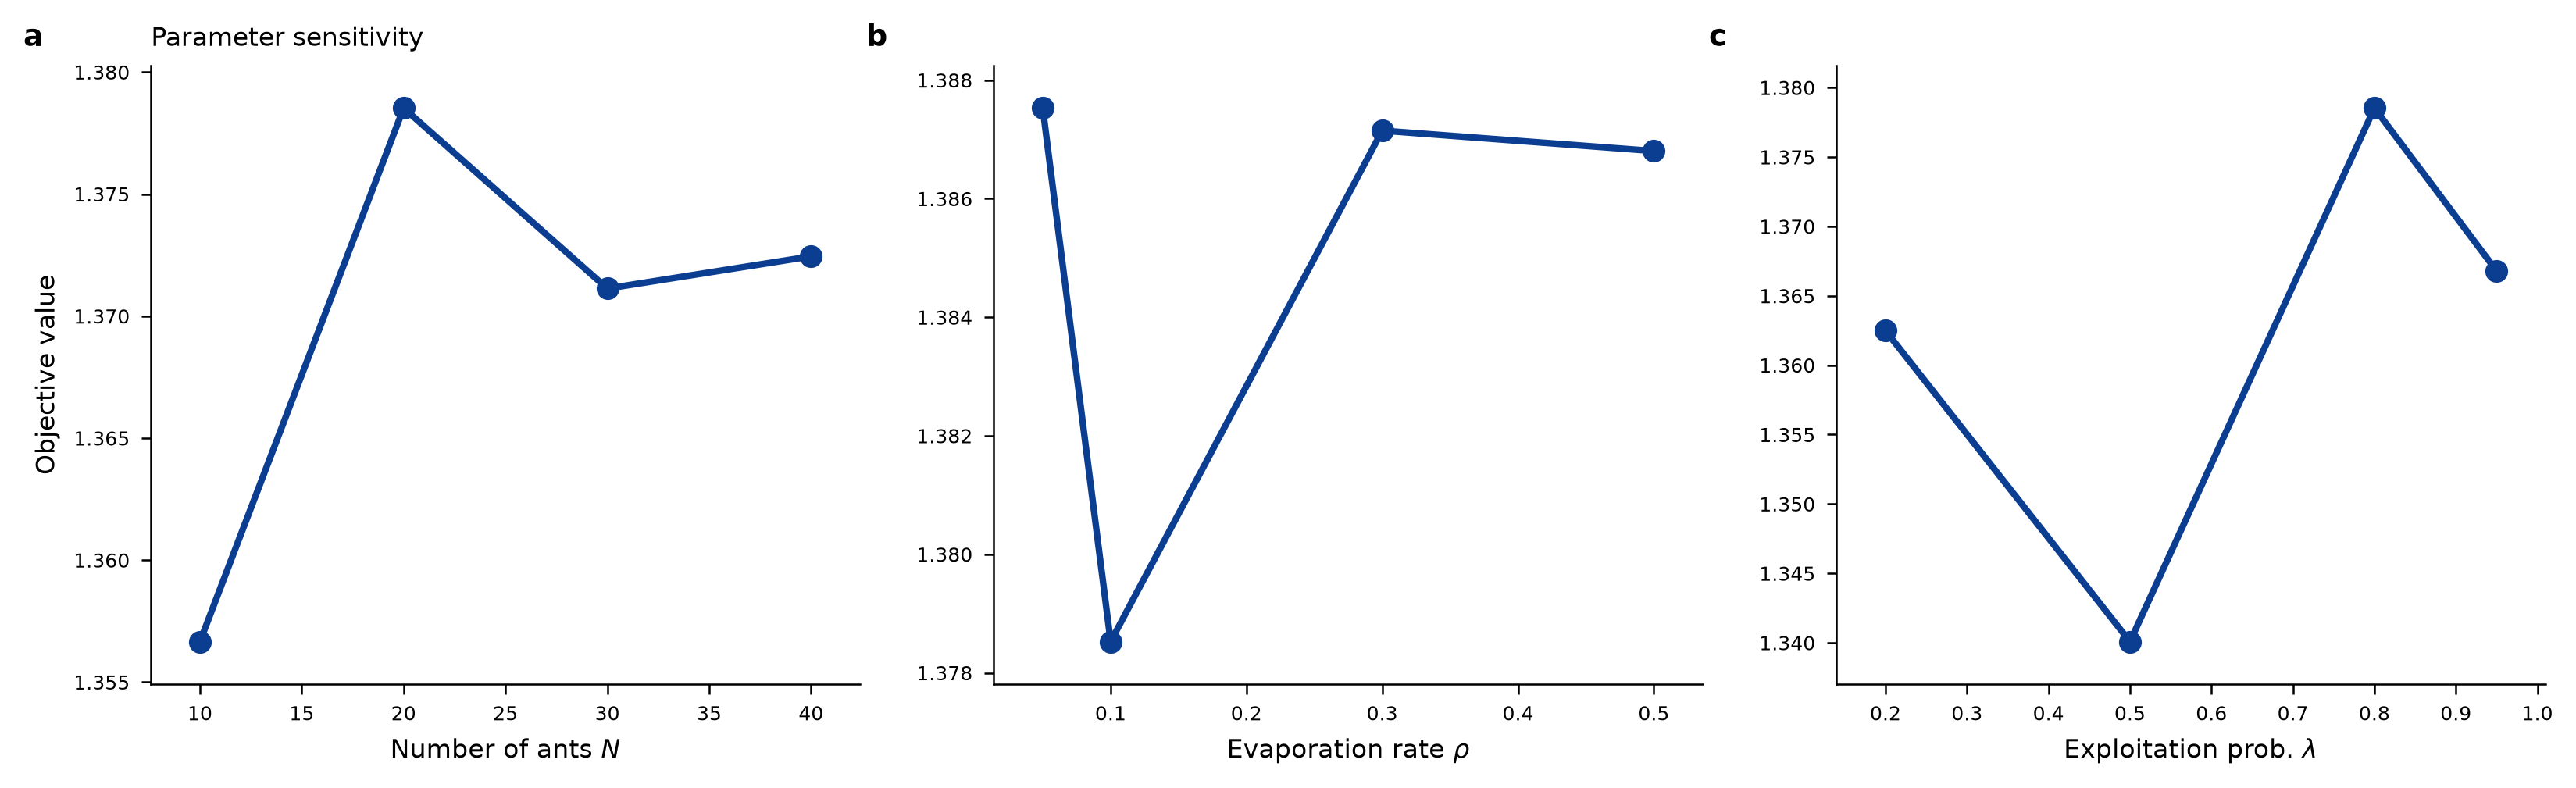 a
Parameter sensitivity
Objective value
1.380
1.375
1.370
1.365
1.360
1.355
10 15 20 25 30 35 40
Number of ants N
b
1.388
1.386
1.384
1.382
1.380
1.378
0.1 0.2 0.3 0.4 0.5
Evaporation rate ρ
c
1.380
1.375
1.370
1.365
1.360
1.355
1.350
1.345
1.340
0.2 0.3 0.4 0.5 0.6 0.7 0.8 0.9 1.0
Exploitation prob. λ